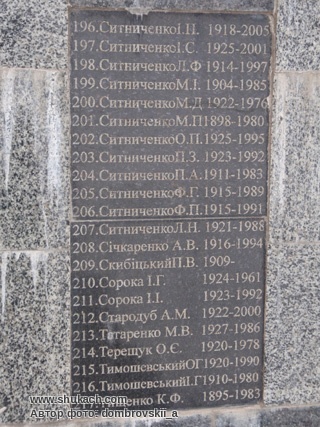 196.СитниченкоІ.П. 1918-2005
197.СитниченкоІ.С. 1925-2001
198.СитниченкоЛ.Ф 1914-1997
199.СитниченкоМ.І. 1904-1985
200.СитниченкоМ.Д 1922-1976
201.СитниченкоМ.П1898-1980
202.СитниченкоО.П.1925-1995
203.СитниченкоП.З. 1923-1992
204.СитниченкоП.А.1911-1983
205.СитниченкоФ.Г. 1915-1989
206.СитниченкоФ.П.1915-1991
207.СитниченкоЛ.Н. 1921-1988
208.Січкаренко А.В. 1916-1994
209.СкибіцькийП.В. 1909-
210.Сорока І.Г. 1924-1961
211.Сорока І.І. 1923-1992
212.Стародуб А.М. 1922-2000
213.Татаренко М.В. 1927-1986
214.Терещук О.Є. 1920-1978
215.ТимошевськийОГ1920-1990
216.ТимошевськийІ.Г1910-1980
Тищенко К.Ф. 1895-1983
www.shukach.com
Автор фото: dombrovskii_a